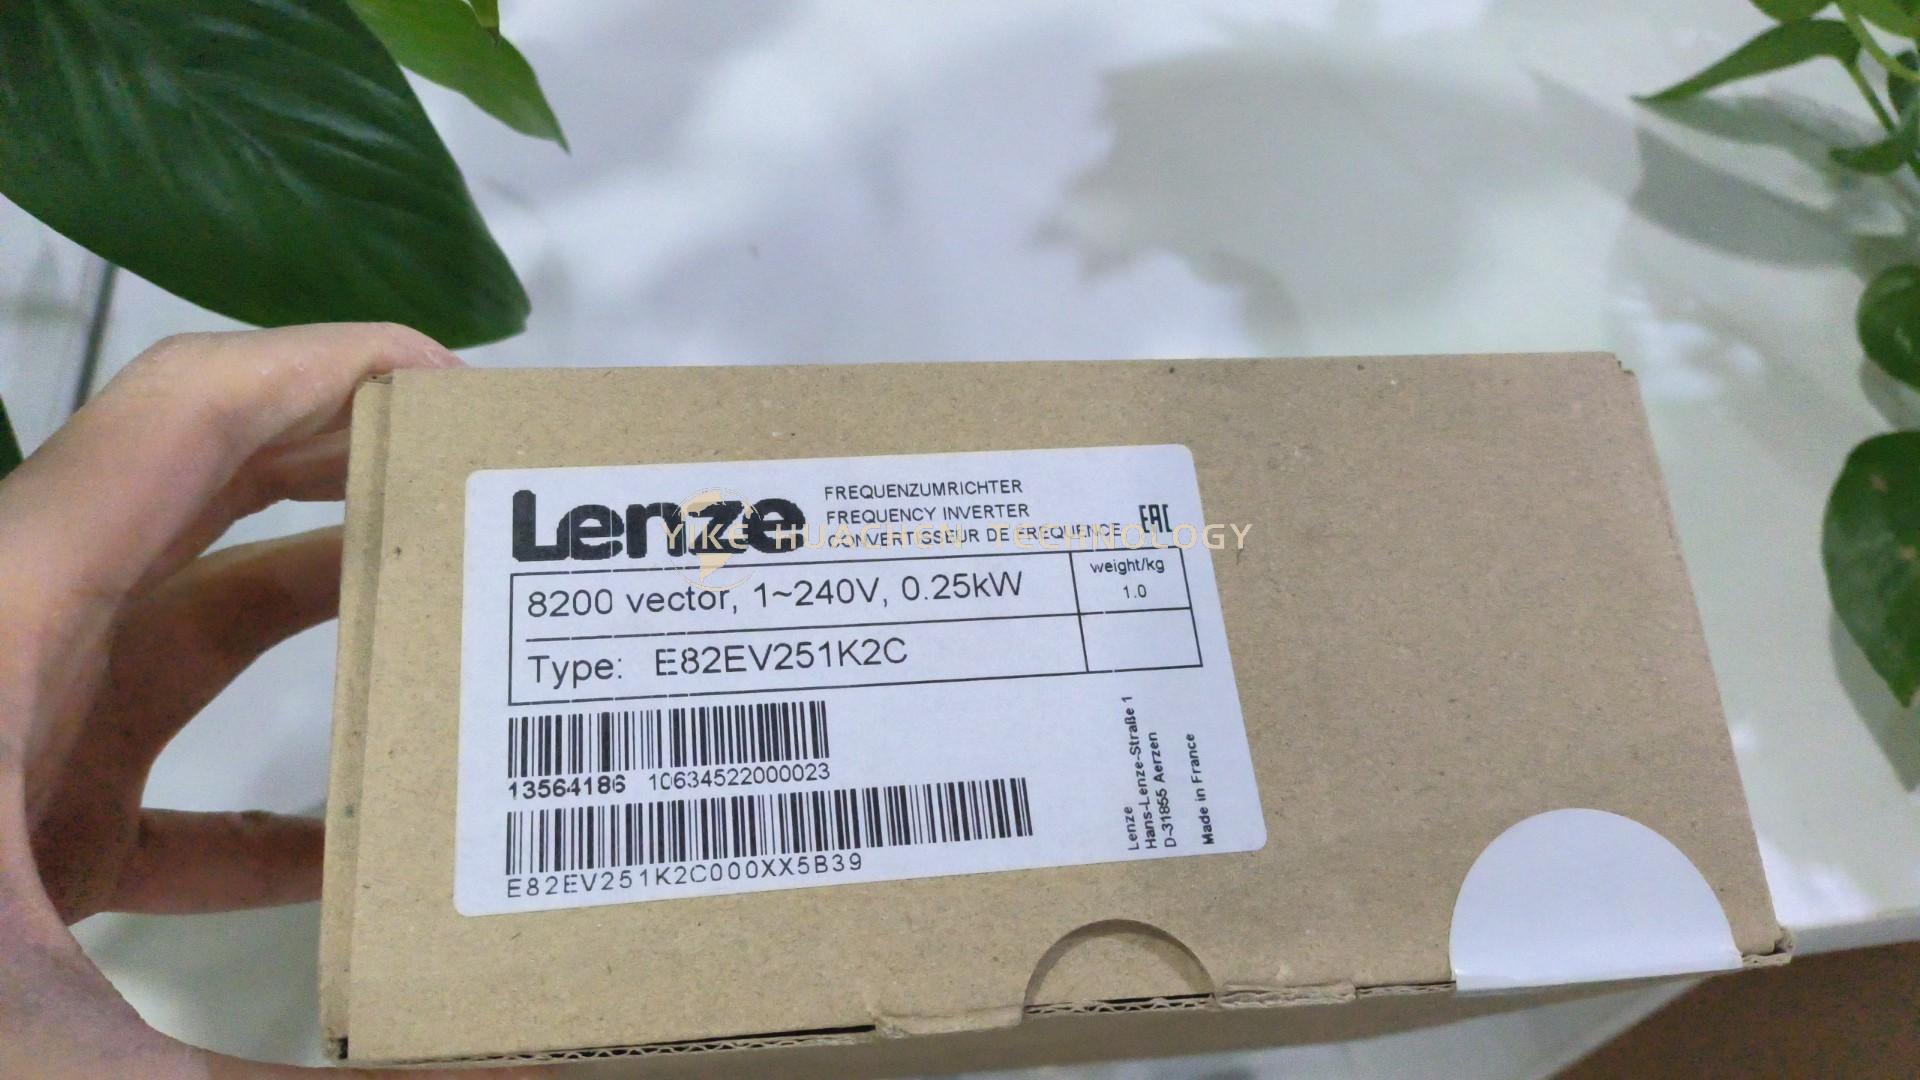 Lenze
FREQUENZUMRICHTER
FREQUENCY INVERTER
CONVERTISSEUR DE FREQUENCE
EAC
YIKE HUACHEN TECHNOLOGY
8200 vector, 1~240V, 0.25kW
weight/kg
1.0
Type: E82EV251K2C
13564186 10634522000023
E82EV251K2C000XX5B39
Lenze
Hans-Lenze-Straße 1
D-31855 Aerzen
Made in France